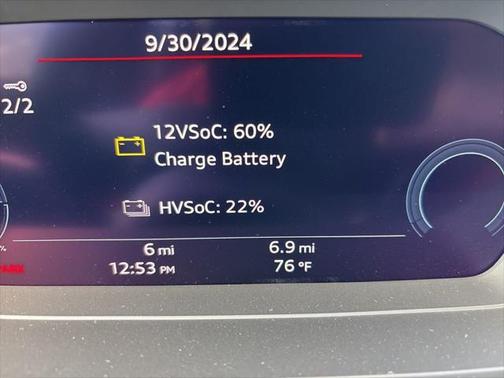 9/30/2024
2/2
12VSoC: 60%
Charge Battery
HVSoC: 22%
%
6 mi 6.9 mi
12:53 PM 76 °F